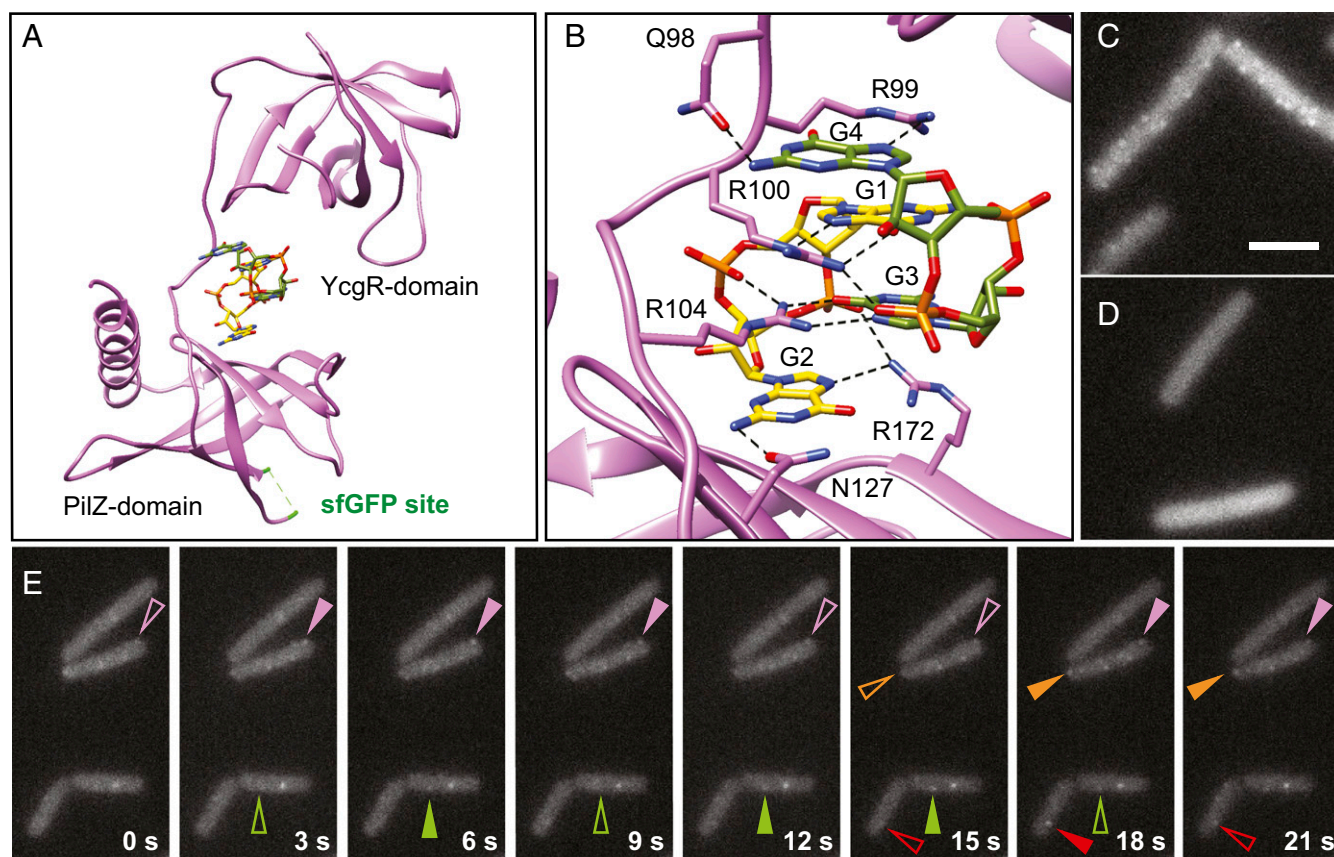 A
YcgR-domain
PilZ-domain
sfGFP site
B
Q98
R99
G4
R100
G1
G3
R104
G2
R172
N127
C
D
E
0 s
3 s
6 s
9 s
12 s
15 s
18 s
21 s